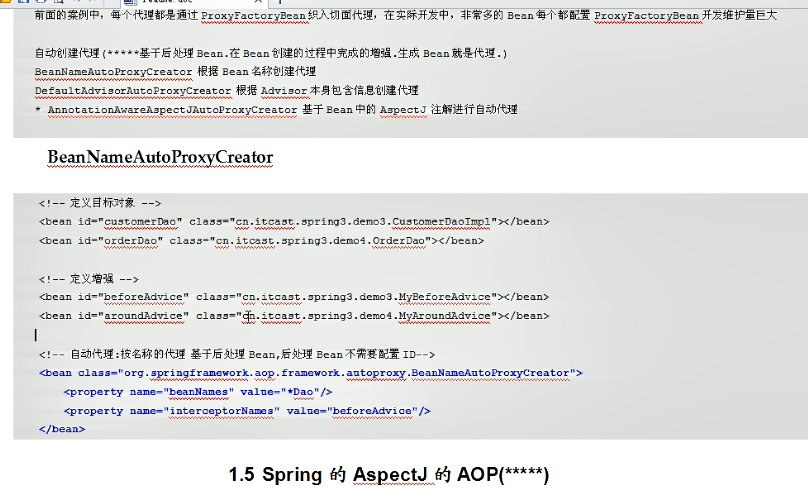 前面的案例中，每个代理都是通过 ProxyFactoryBean 织入切面代理，在实际开发中，非常多的 Bean 每个都配置 ProxyFactoryBean 开发维护量巨大
自动创建代理(*****基于后处理 Bean.在 Bean 创建的过程中完成的增强.生成 Bean 就是代理.)
BeanNameAutoProxyCreator 根据 Bean 名称创建代理
DefaultAdvisorAutoProxyCreator 根据 Advisor 本身包含信息创建代理
* AnnotationAwareAspectJAutoProxyCreator 基于 Bean 中的 AspectJ 注解进行自动代理
BeanNameAutoProxyCreator
<!-- 定义目标对象 -->
<bean id="customerDao" class="cn.itcast.spring3.demo3.CustomerDaoImpl"></bean>
<bean id="orderDao" class="cn.itcast.spring3.demo4.OrderDao"></bean>
<!-- 定义增强 -->
<bean id="beforeAdvice" class="cn.itcast.spring3.demo3.MyBeforeAdvice"></bean>
<bean id="aroundAdvice" class="cn.itcast.spring3.demo4.MyAroundAdvice"></bean>
<!-- 自动代理:按名称的代理 基于后处理 Bean,后处理 Bean 不需要配置 ID-->
<bean class="org.springframework.aop.framework.autoproxy.BeanNameAutoProxyCreator">
<property name="beanNames" value="*Dao"/>
<property name="interceptorNames" value="beforeAdvice"/>
</bean>
1.5 Spring 的 AspectJ 的 AOP(*****)